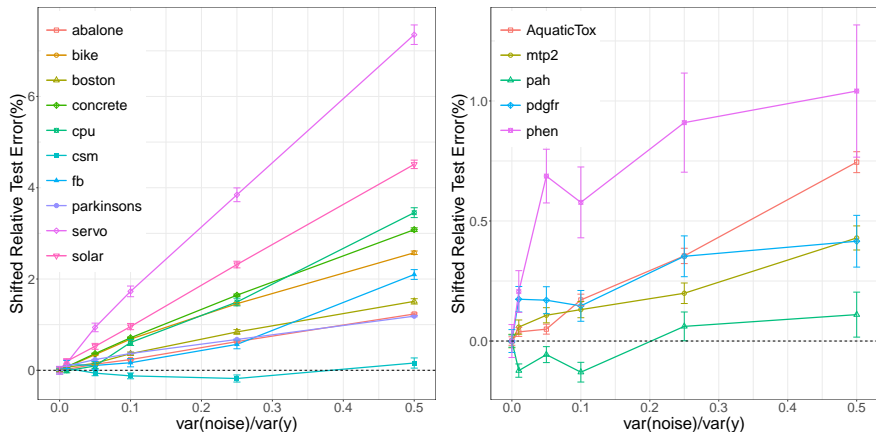 Shifted Relative Test Error(%)
6
4
2
0
abalone
bike
boston
concrete
cpu
csm
fb
parkinsons
servo
solar
0.0
0.1
0.2
0.3
0.4
0.5
var(noise)/var(y)
Shifted Relative Test Error(%)
1.0
0.5
0.0
AquaticTox
mtp2
pah
pdgfr
phen
0.0
0.1
0.2
0.3
0.4
0.5
var(noise)/var(y)